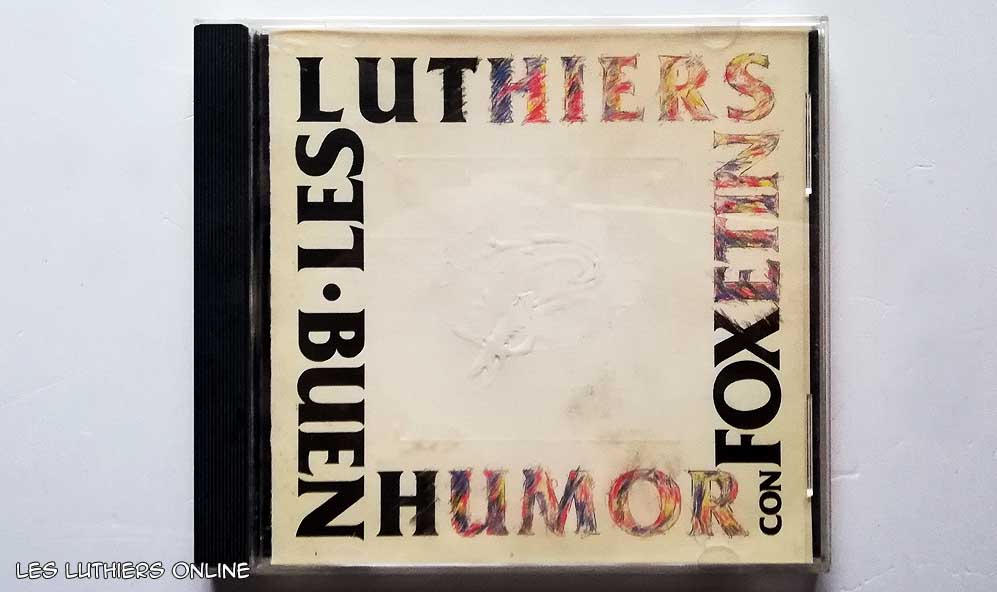 LES LUTHIERS
BUEN HUMOR
CON FOXETIN
LES LUTHIERS ONLINE